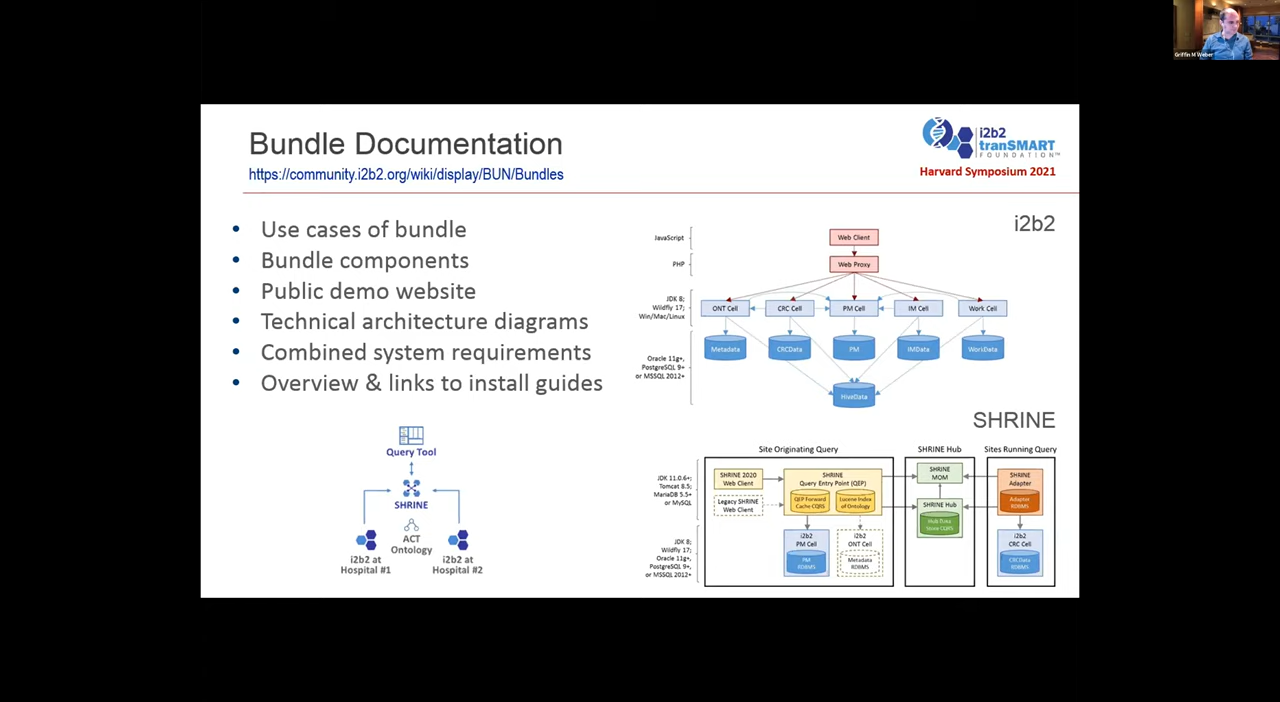 Griffin M Weber
Bundle Documentation
https://community.i2b2.org/wiki/display/BUN/Bundles
i2b2
tranSMART
FOUNDATION™
Harvard Symposium 2021
• Use cases of bundle
• Bundle components
• Public demo website
• Technical architecture diagrams
• Combined system requirements
• Overview & links to install guides
i2b2
JavaScript
Web Client
PHP
Web Proxy
JDK 8;
Wildfly 17;
Win/Mac/Linux
ONT Cell
CRC Cell
PM Cell
IM Cell
Work Cell
Oracle 11g+,
PostgreSQL 9+
or MSSQL 2012+
Metadata
CRCData
PM
IMData
WorkData
HiveData
Query Tool
SHRINE
ACT
Ontology
i2b2 at
Hospital #1
i2b2 at
Hospital #2
SHRINE
Site Originating Query
SHRINE Hub
Sites Running Query
JDK 11.0.6+;
Tomcat 8.5;
MariaDB 5.5+
or MySQL
SHRINE 2020
Web Client
Legacy SHRINE
Web Client
SHRINE
Query Entry Point (QEP)
QEP Forward
Cache CQRS
Lucene Index
of Ontology
SHRINE
MOM
SHRINE Hub
Hub Data
Store CQRS
SHRINE
Adapter
Adapter
RDBMS
JDK 8;
Wildfly 17;
Oracle 11g+,
PostgreSQL 9+,
or MSSQL 2012+
i2b2
PM Cell
PM
RDBMS
i2b2
ONT Cell
Metadata
RDBMS
i2b2
CRC Cell
CRCData
RDBMS